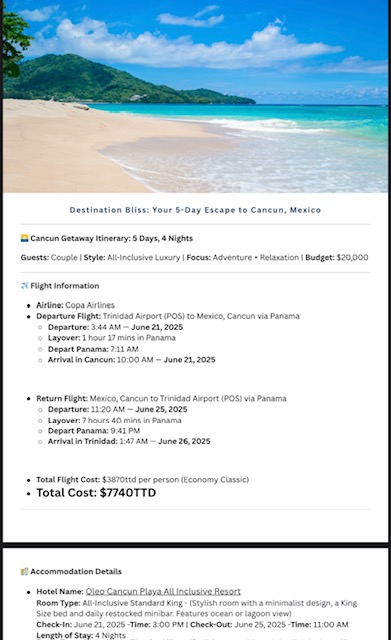 Destination Bliss: Your 5-Day Escape to Cancun, Mexico
🌅 Cancun Getaway Itinerary: 5 Days, 4 Nights
Guests: Couple | Style: All-Inclusive Luxury | Focus: Adventure • Relaxation | Budget: $20,000
✈️ Flight Information
• Airline: Copa Airlines
• Departure Flight: Trinidad Airport (POS) to Mexico, Cancun via Panama
○ Departure: 3:44 AM — June 21, 2025
○ Layover: 1 hour 17 mins in Panama
○ Depart Panama: 7:11 AM
○ Arrival in Cancun: 10:00 AM — June 21, 2025
• Return Flight: Mexico, Cancun to Trinidad Airport (POS) via Panama
○ Departure: 11:20 AM — June 25, 2025
○ Layover: 7 hours 40 mins in Panama
○ Depart Panama: 9:41 PM
○ Arrival in Trinidad: 1:47 AM — June 26, 2025
• Total Flight Cost: $3870ttd per person (Economy Classic)
• Total Cost: $7740TTD
🏨 Accommodation Details
• Hotel Name: Oleo Cancun Playa All Inclusive Resort
Room Type: All-Inclusive Standard King - (Stylish room with a minimalist design, a King
Size bed and daily restocked minibar. Features ocean or lagoon view)
Check-In: June 21, 2025 -Time: 3:00 PM | Check-Out: June 25, 2025 -Time: 11:00 AM
Length of Stay: 4 Nights